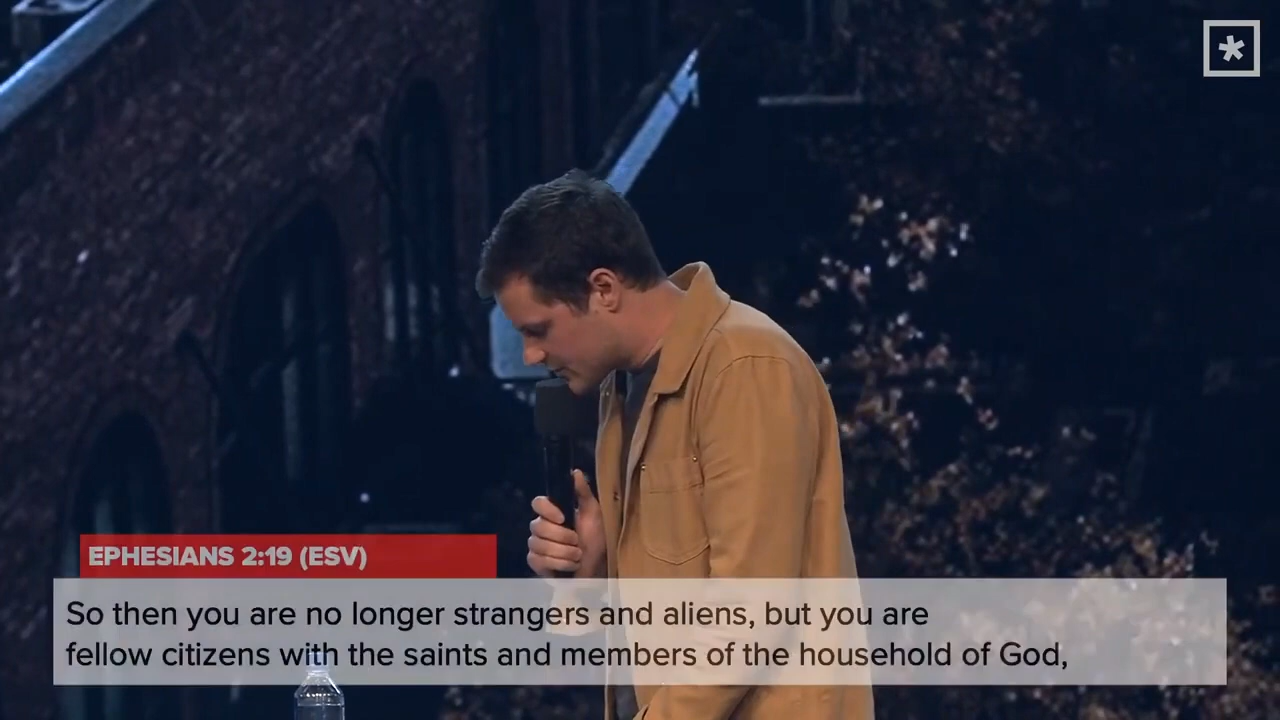 EPHESIANS 2:19 (ESV)
So then you are no longer strangers and aliens, but you are
fellow citizens with the saints and members of the household of God,